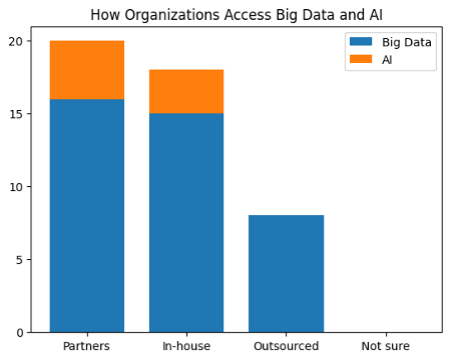 How Organizations Access Big Data and AI
Big Data
AI
20
15
10
5
0
Partners In-house Outsourced Not sure